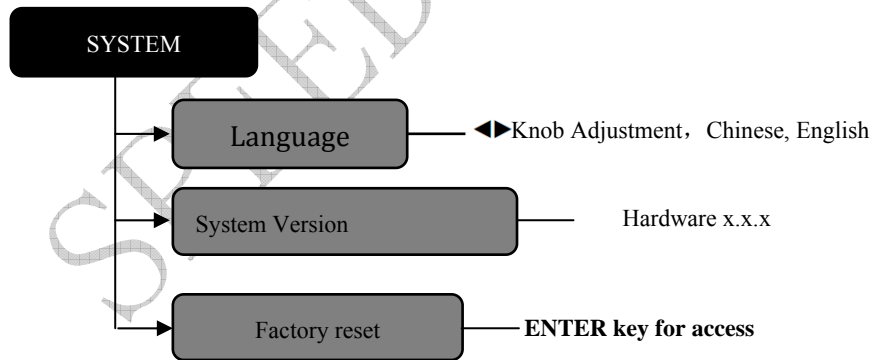 SYSTEM
Language
◀▶Knob Adjustment，Chinese, English
System Version
Hardware x.x.x
Factory reset
ENTER key for access